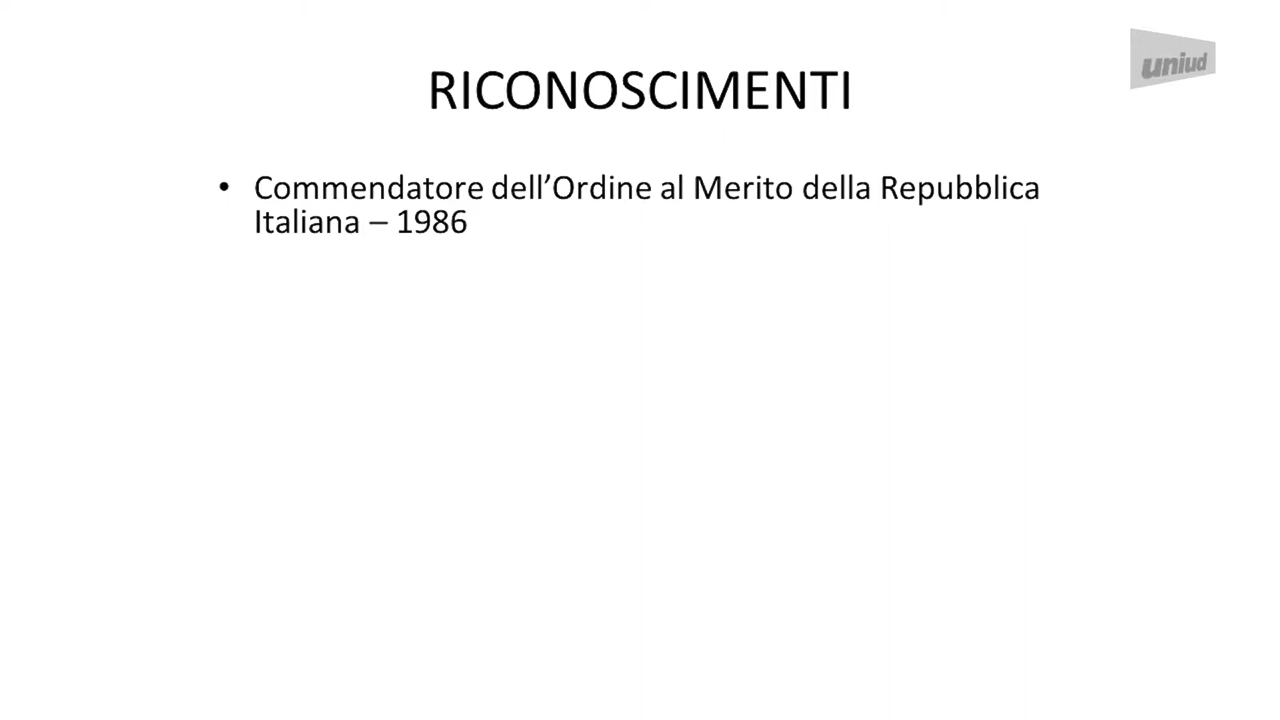 uniud
RICONOSCIMENTI
• Commendatore dell’Ordine al Merito della Repubblica
Italiana – 1986